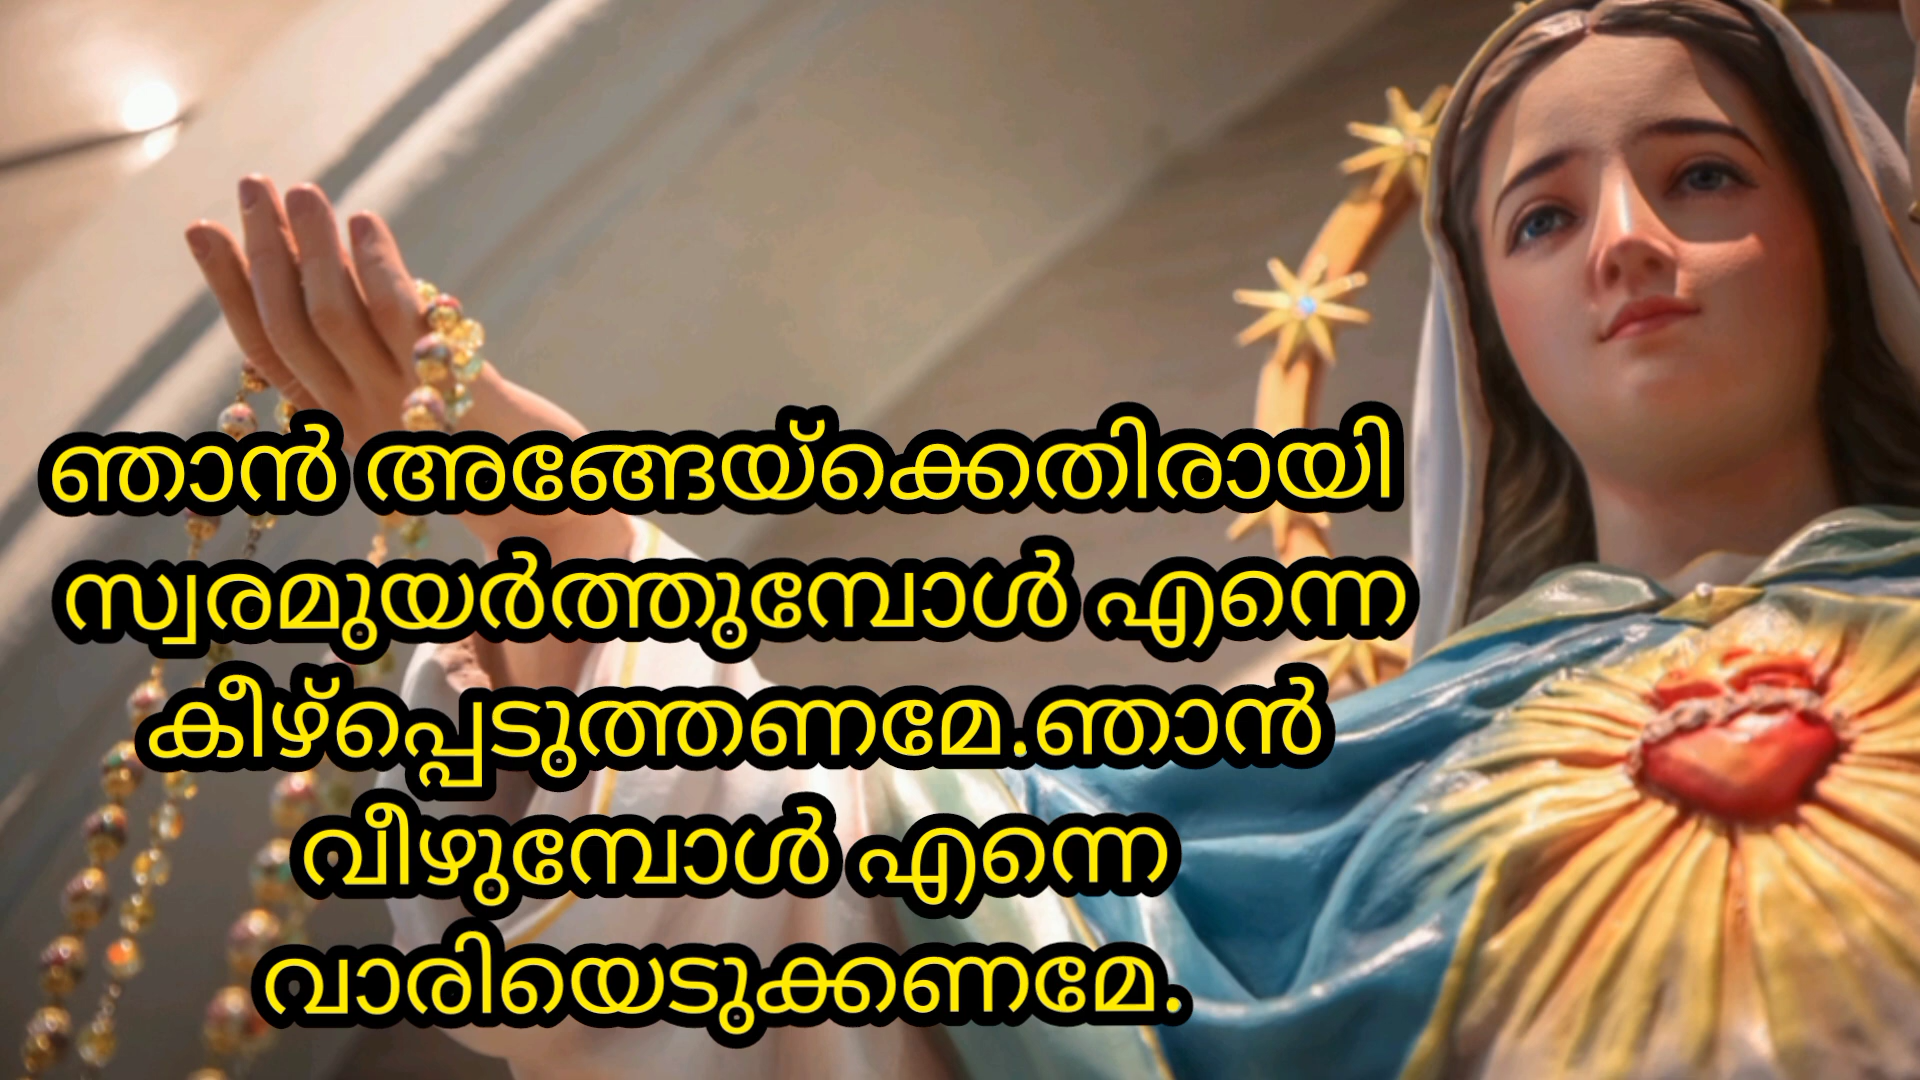 ഞാൻ അങ്ങേയ്ക്കെതിരായി
സ്വരമുയർത്തുമ്പോൾ എന്നെ
കീഴ്പ്പെടുത്തണമേ.ഞാൻ
വീഴുമ്പോൾ എന്നെ
വാരിയെടുക്കണമേ.